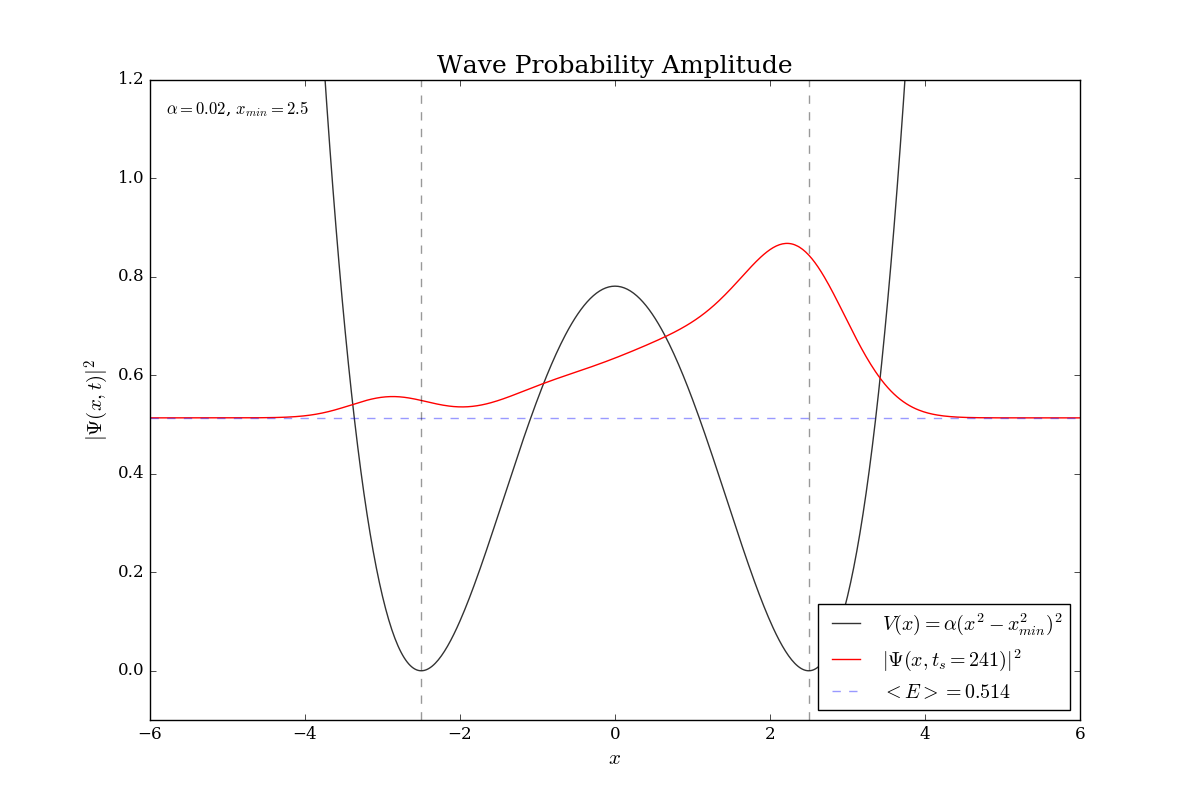 Wave Probability Amplitude
α = 0.02, x_min = 2.5
|Ψ(x, t)|²
1.2
1.0
0.8
0.6
0.4
0.2
0.0
V(x) = α(x² − x²_min)²
|Ψ(x, t_s = 241)|²
< E > = 0.514
−6 −4 −2 0 2 4 6
x